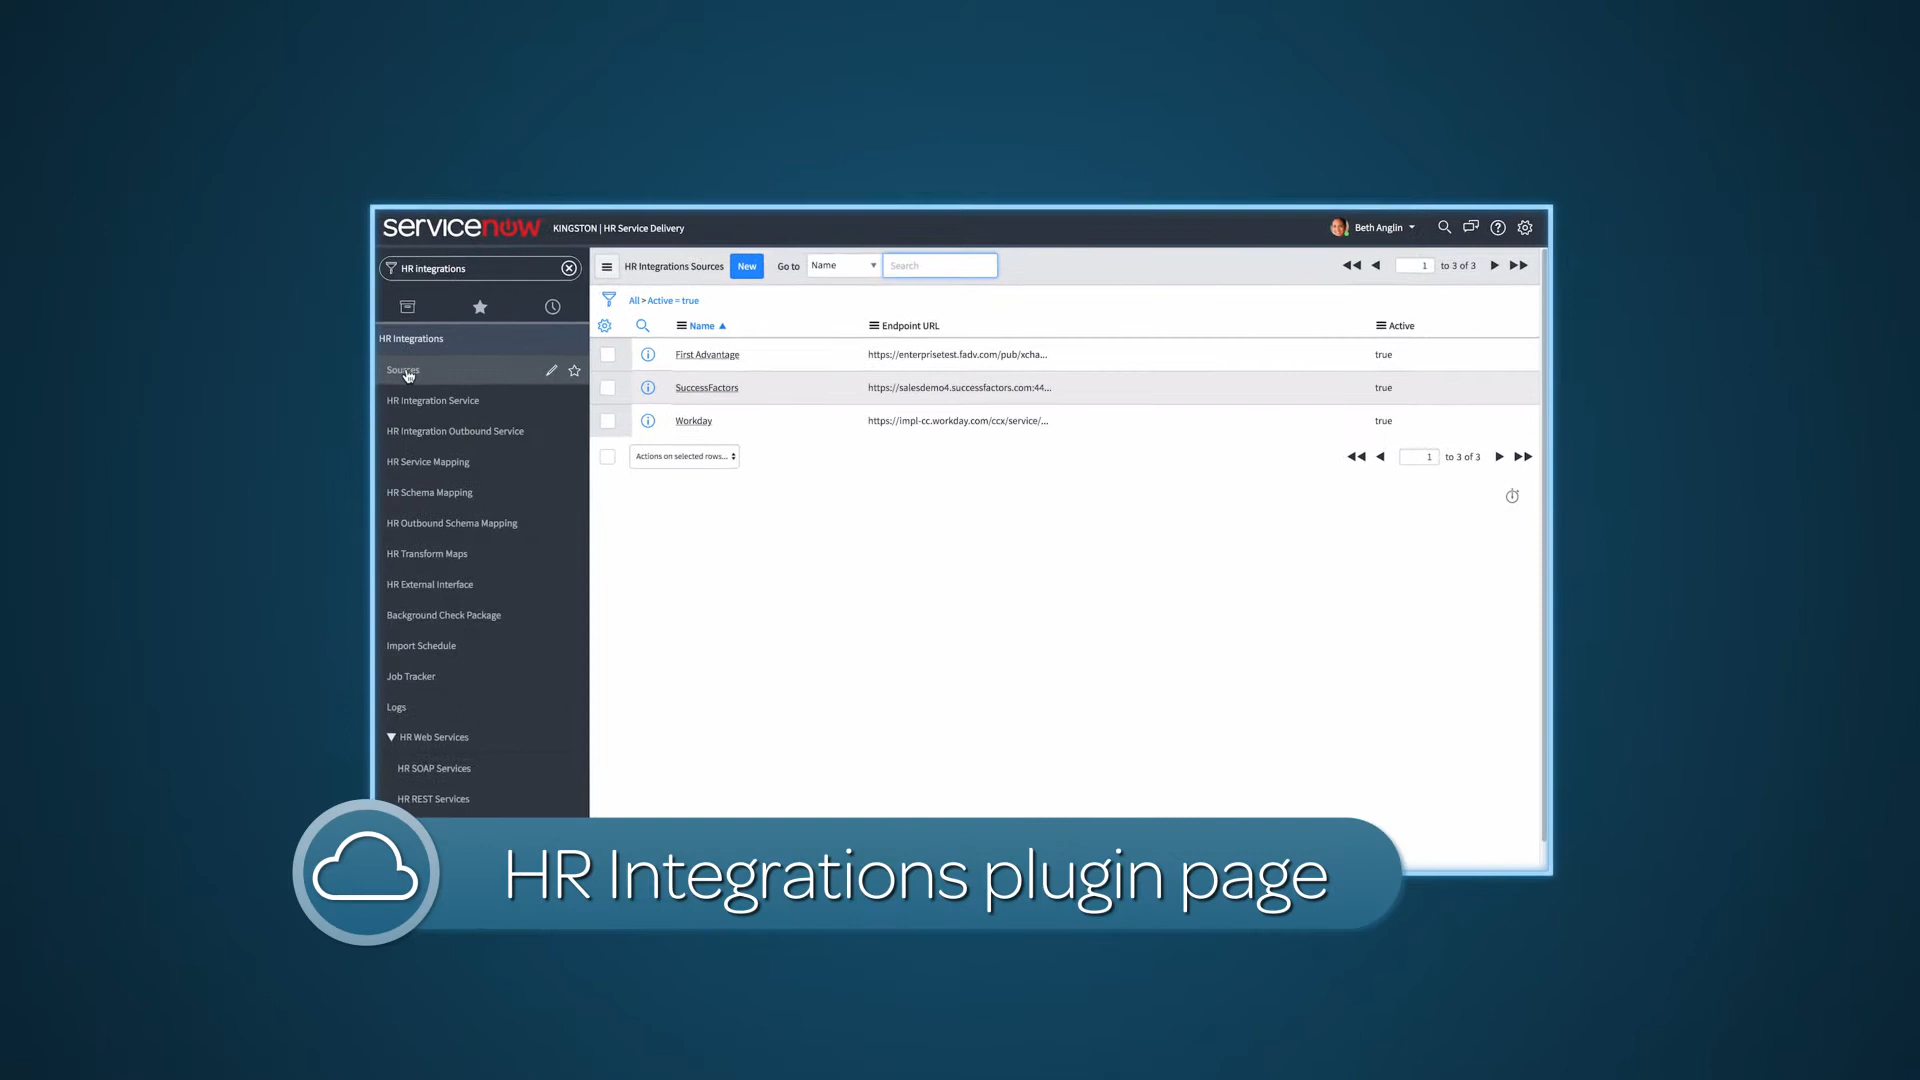 servicenow KINGSTON | HR Service Delivery Beth Anglin
HR integrations
HR Integrations Sources New Go to Name Search 1 to 3 of 3
All > Active = true
Name Endpoint URL Active
First Advantage https://enterprisetest.fadv.com/pub/xcha... true
SuccessFactors https://salesdemo4.successfactors.com:44... true
Workday https://impl-cc.workday.com/ccx/service/... true
Actions on selected rows... 1 to 3 of 3
HR Integrations
Sources
HR Integration Service
HR Integration Outbound Service
HR Service Mapping
HR Schema Mapping
HR Outbound Schema Mapping
HR Transform Maps
HR External Interface
Background Check Package
Import Schedule
Job Tracker
Logs
HR Web Services
HR SOAP Services
HR REST Services
HR Integrations plugin page